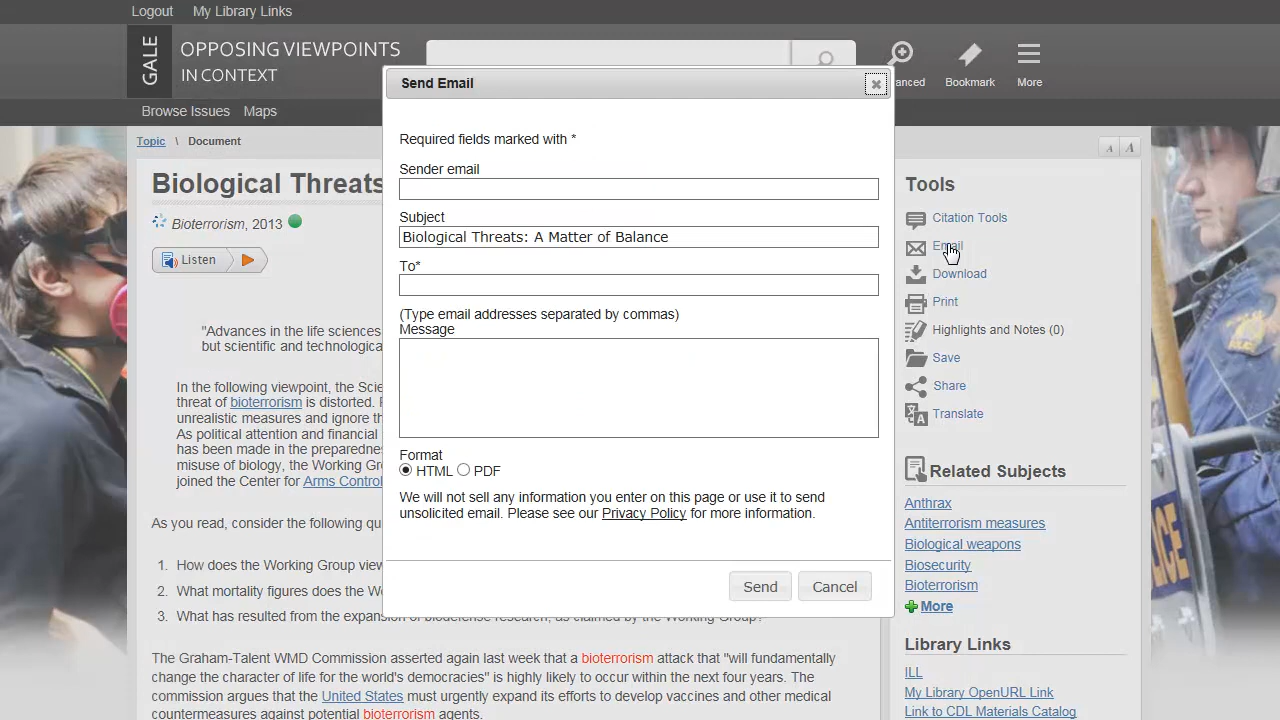 Logout My Library Links
GALE
OPPOSING VIEWPOINTS
IN CONTEXT
Bookmark
More
Browse Issues Maps
Send Email
Required fields marked with *
Sender email
Subject
Biological Threats: A Matter of Balance
To*
(Type email addresses separated by commas)
Message
Format
HTML PDF
We will not sell any information you enter on this page or use it to send
unsolicited email. Please see our Privacy Policy for more information.
Send Cancel
Topic \ Document
Biological Threats
Bioterrorism, 2013
Listen
"Advances in the life sciences
but scientific and technologica
In the following viewpoint, the Scie
threat of bioterrorism is distorted.
unrealistic measures and ignore th
As political attention and financial
has been made in the preparednes
misuse of biology, the Working Gr
joined the Center for Arms Control
As you read, consider the following qu
1. How does the Working Group view
2. What mortality figures does the W
3. What has resulted from the expansion of biodefense research, as claimed by the Working Group?
The Graham-Talent WMD Commission asserted again last week that a bioterrorism attack that "will fundamentally
change the character of life for the world's democracies" is highly likely to occur within the next four years. The
commission argues that the United States must urgently expand its efforts to develop vaccines and other medical
countermeasures against potential bioterrorism agents.
A A
Tools
Citation Tools
Email
Download
Print
Highlights and Notes (0)
Save
Share
Translate
Related Subjects
Anthrax
Antiterrorism measures
Biological weapons
Biosecurity
Bioterrorism
More
Library Links
ILL
My Library OpenURL Link
Link to CDL Materials Catalog
POLICE